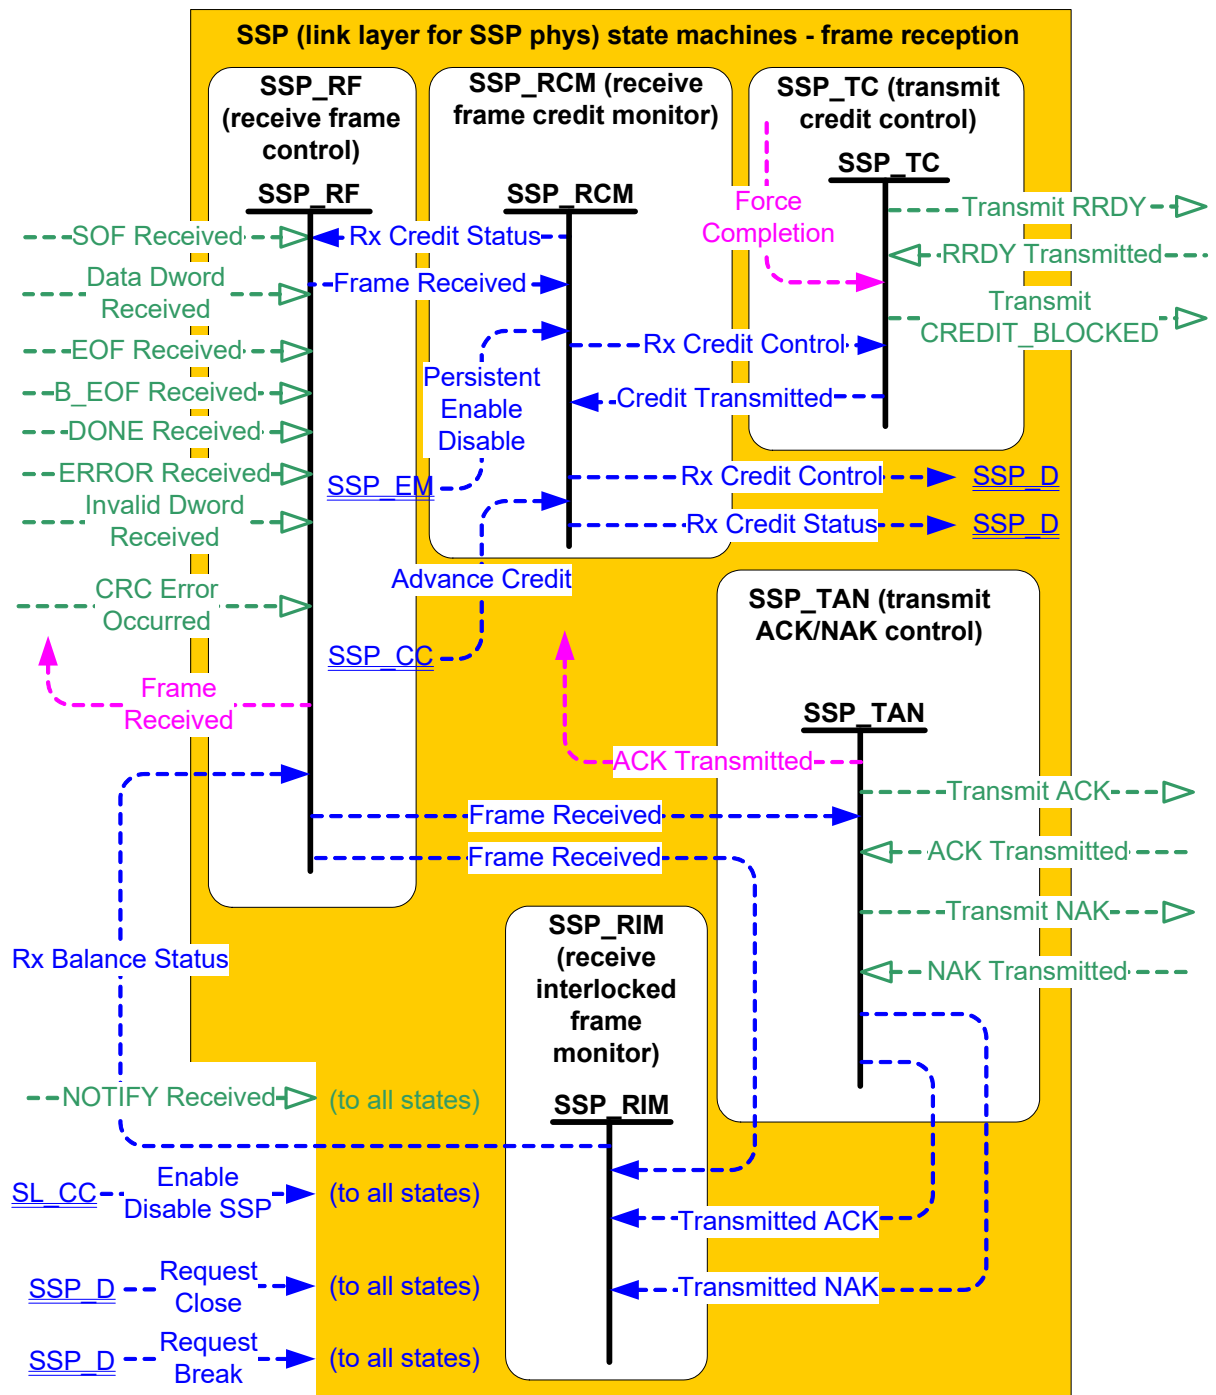 SSP (link layer for SSP phys) state machines - frame reception
SSP_RF
(receive frame
control)
SSP_RF
SOF Received
Data Dword
Received
EOF Received
B_EOF Received
DONE Received
ERROR Received
Invalid Dword
Received
CRC Error
Occurred
Frame
Received
SSP_RCM (receive
frame credit monitor)
SSP_RCM
Rx Credit Status
Frame Received
Persistent
Enable
Disable
SSP_EM
Advance Credit
SSP_CC
Rx Credit Control
Credit Transmitted
Rx Credit Control
SSP_D
Rx Credit Status
SSP_D
SSP_TC (transmit
credit control)
SSP_TC
Force
Completion
Transmit RRDY
RRDY Transmitted
Transmit
CREDIT_BLOCKED
SSP_TAN (transmit
ACK/NAK control)
SSP_TAN
ACK Transmitted
Transmit ACK
ACK Transmitted
Transmit NAK
NAK Transmitted
Frame Received
Frame Received
Rx Balance Status
SSP_RIM
(receive
interlocked
frame
monitor)
SSP_RIM
Transmitted ACK
Transmitted NAK
NOTIFY Received
(to all states)
SL_CC
Enable
Disable SSP
(to all states)
SSP_D
Request
Close
(to all states)
SSP_D
Request
Break
(to all states)